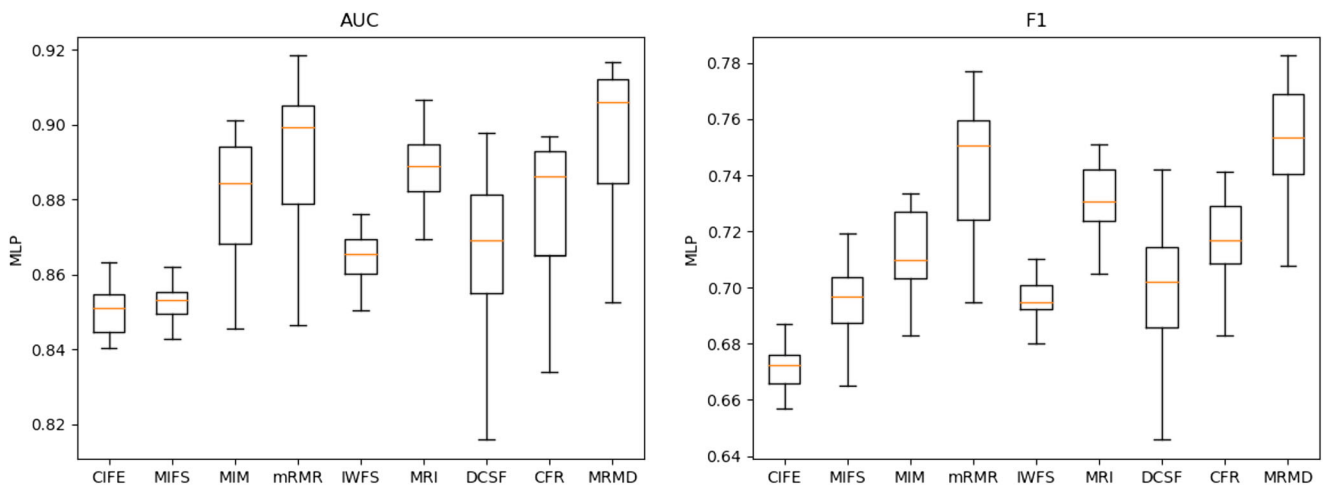 AUC
MLP
0.92
0.90
0.88
0.86
0.84
0.82
CIFE MIFS MIM mRMR IWFS MRI DCSF CFR MRMD
F1
MLP
0.78
0.76
0.74
0.72
0.70
0.68
0.66
0.64
CIFE MIFS MIM mRMR IWFS MRI DCSF CFR MRMD